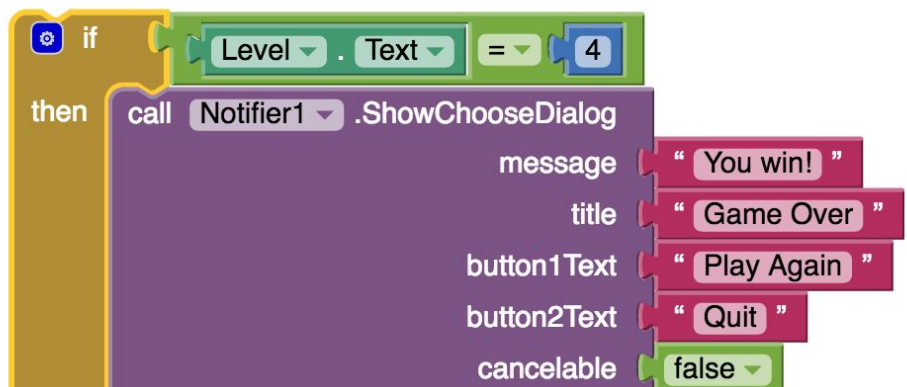 if Level . Text = 4
then call Notifier1 .ShowChooseDialog
message “ You win! ”
title “ Game Over ”
button1Text “ Play Again ”
button2Text “ Quit ”
cancelable false